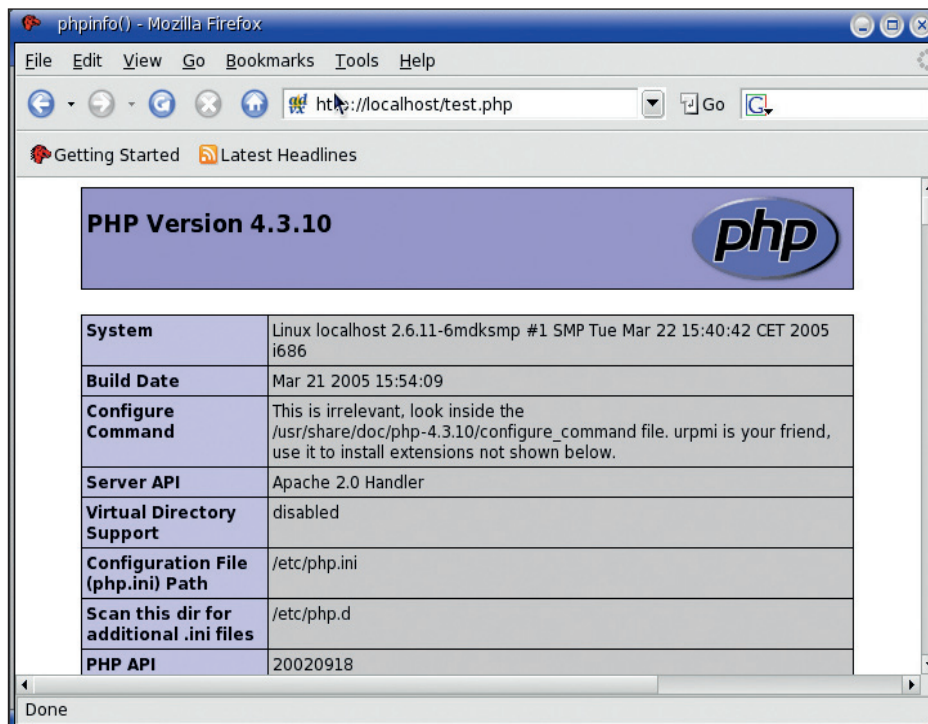 phpinfo() - Mozilla Firefox
File Edit View Go Bookmarks Tools Help
http://localhost/test.php
Go
G
Getting Started
Latest Headlines
PHP Version 4.3.10
php
System
Linux localhost 2.6.11-6mdksmp #1 SMP Tue Mar 22 15:40:42 CET 2005
i686
Build Date
Mar 21 2005 15:54:09
Configure
Command
This is irrelevant, look inside the
/usr/share/doc/php-4.3.10/configure_command file. urpmi is your friend,
use it to install extensions not shown below.
Server API
Apache 2.0 Handler
Virtual Directory
Support
disabled
Configuration File
(php.ini) Path
/etc/php.ini
Scan this dir for
additional .ini files
/etc/php.d
PHP API
20020918
Done